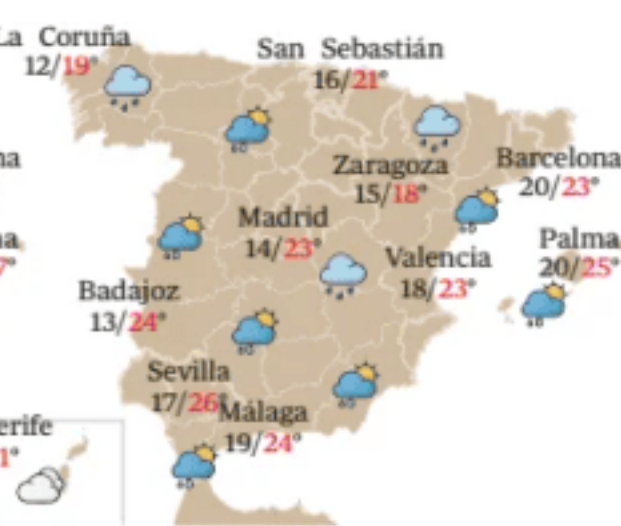 La Coruña
12/19°
San Sebastián
16/21°
Zaragoza
15/18°
Barcelona
20/23°
Madrid
14/23°
Valencia
18/23°
Palma
20/25°
Badajoz
13/24°
Sevilla
17/26°
Málaga
19/24°